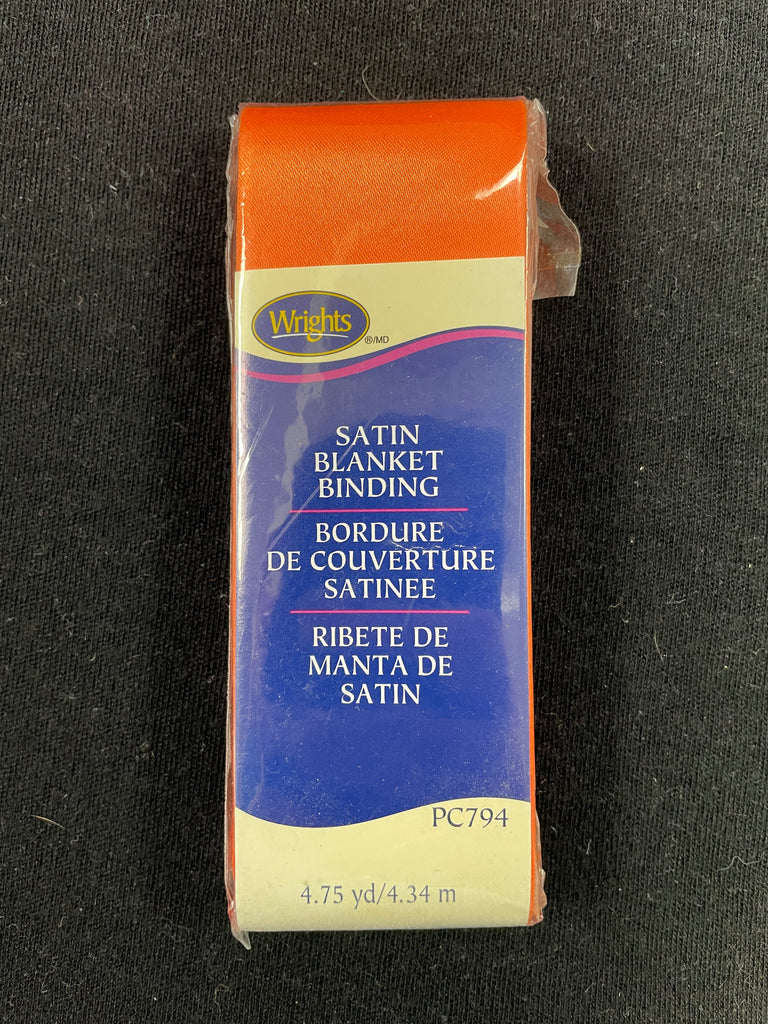 Wrights
®/MD
SATIN
BLANKET
BINDING
BORDURE
DE COUVERTURE
SATINEE
RIBETE DE
MANTA DE
SATIN
PC794
4.75 yd/4.34 m